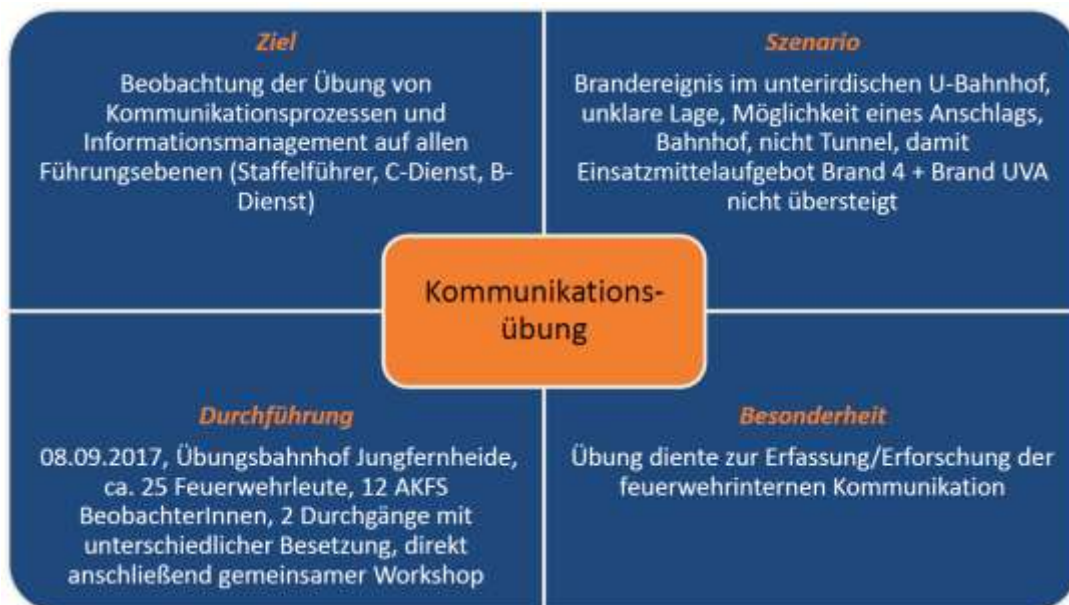 Ziel
Beobachtung der Übung von
Kommunikationsprozessen und
Informationsmanagement auf allen
Führungsebenen (Staffelführer, C-Dienst, B-
Dienst)
Szenario
Brandereignis im unterirdischen U-Bahnhof,
unklare Lage, Möglichkeit eines Anschlags,
Bahnhof, nicht Tunnel, damit
Einsatzmittelaufgebot Brand 4 + Brand UVA
nicht übersteigt
Kommunikations-
übung
Durchführung
08.09.2017, Übungsbahnhof Jungfernheide,
ca. 25 Feuerwehrleute, 12 AKFS
BeobachterInnen, 2 Durchgänge mit
unterschiedlicher Besetzung, direkt
anschließend gemeinsamer Workshop
Besonderheit
Übung diente zur Erfassung/Erforschung der
feuerwehrinternen Kommunikation